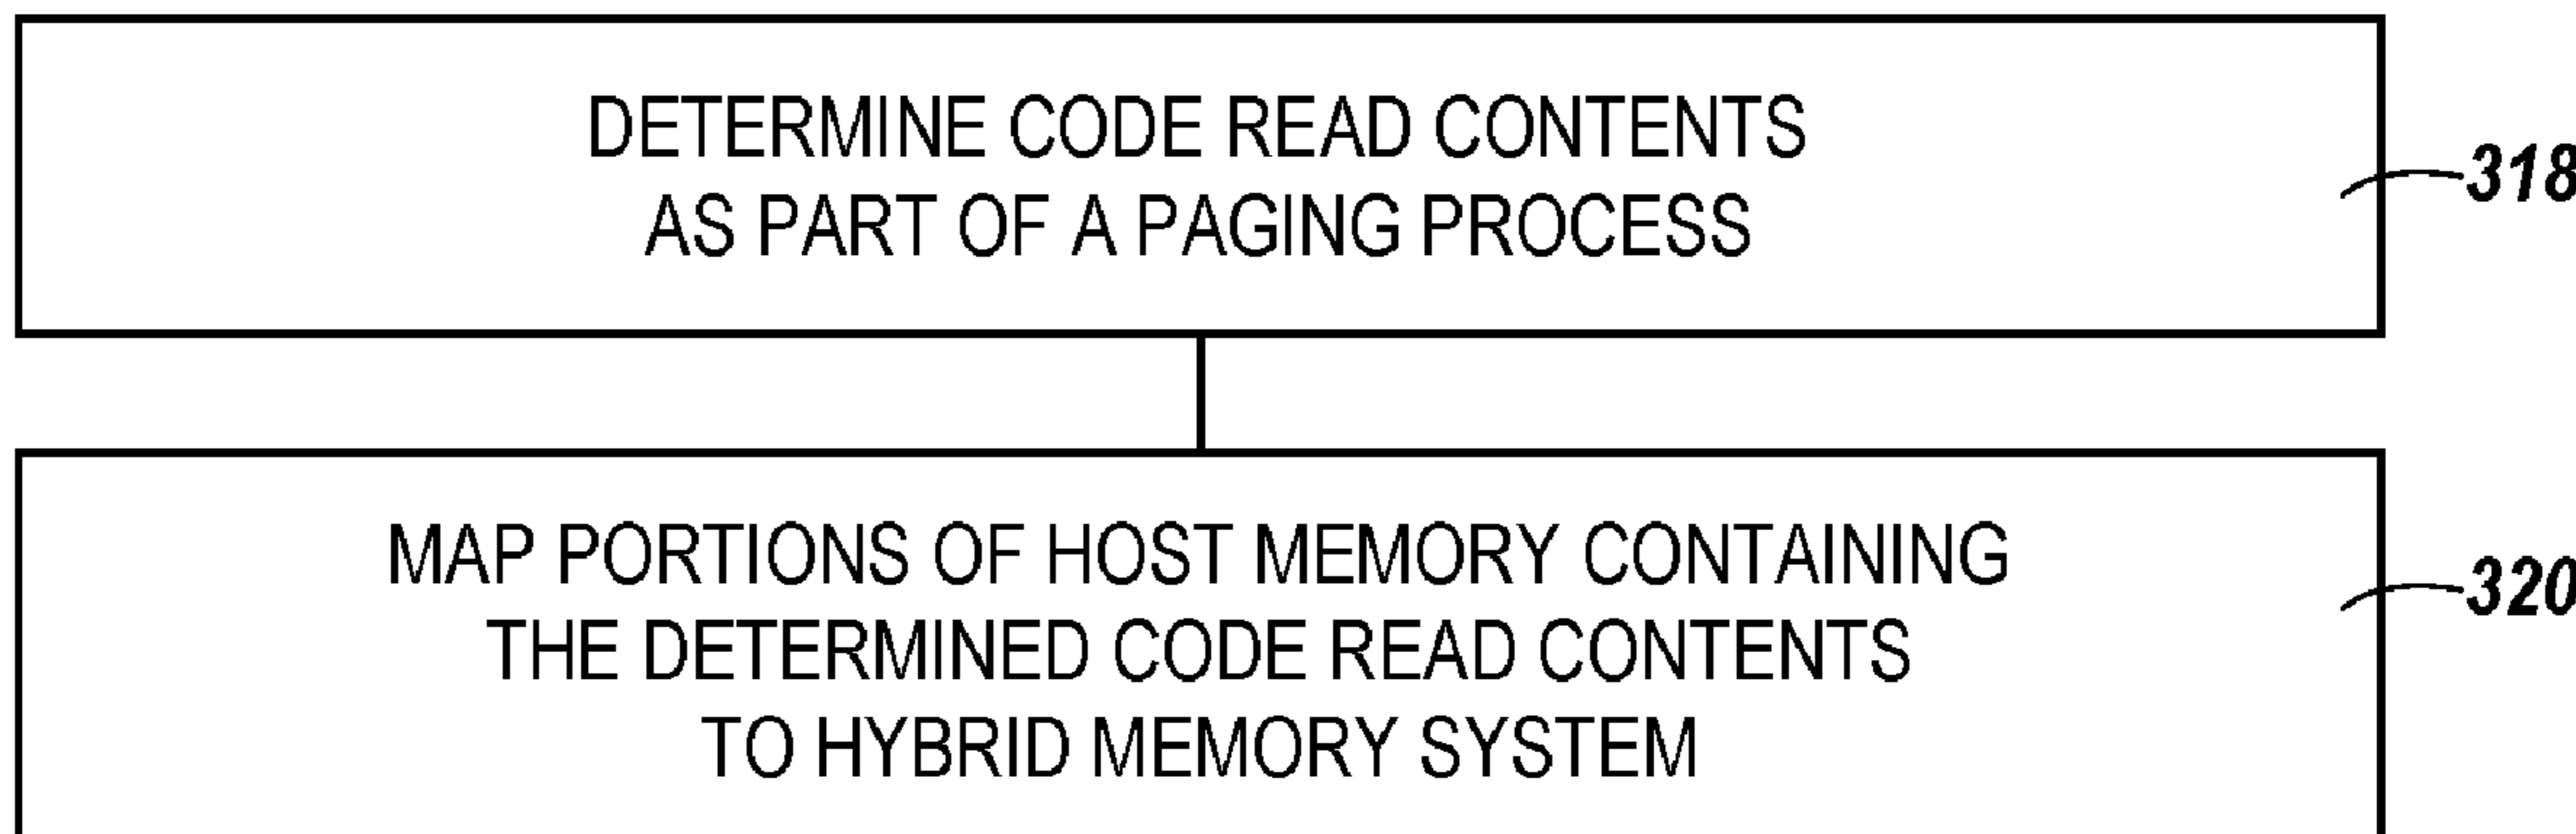 DETERMINE CODE READ CONTENTS
AS PART OF A PAGING PROCESS
318
MAP PORTIONS OF HOST MEMORY CONTAINING
THE DETERMINED CODE READ CONTENTS
TO HYBRID MEMORY SYSTEM
320